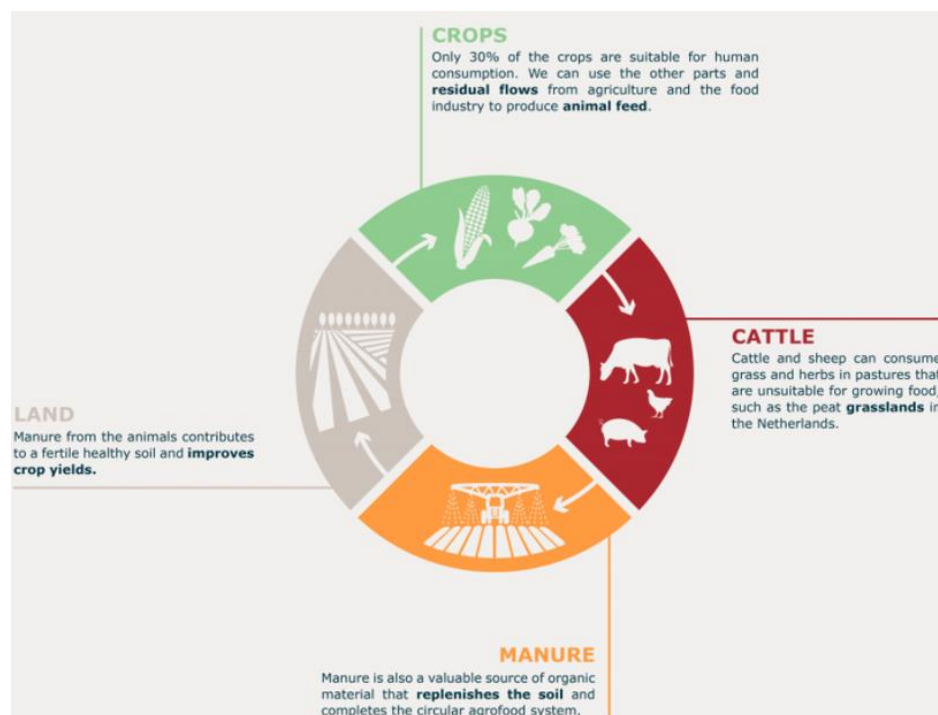 CROPS
Only 30% of the crops are suitable for human
consumption. We can use the other parts and
residual flows from agriculture and the food
industry to produce animal feed.
CATTLE
Cattle and sheep can consume
grass and herbs in pastures that
are unsuitable for growing food,
such as the peat grasslands in
the Netherlands.
LAND
Manure from the animals contributes
to a fertile healthy soil and improves
crop yields.
MANURE
Manure is also a valuable source of organic
material that replenishes the soil and
completes the circular agrofood system.